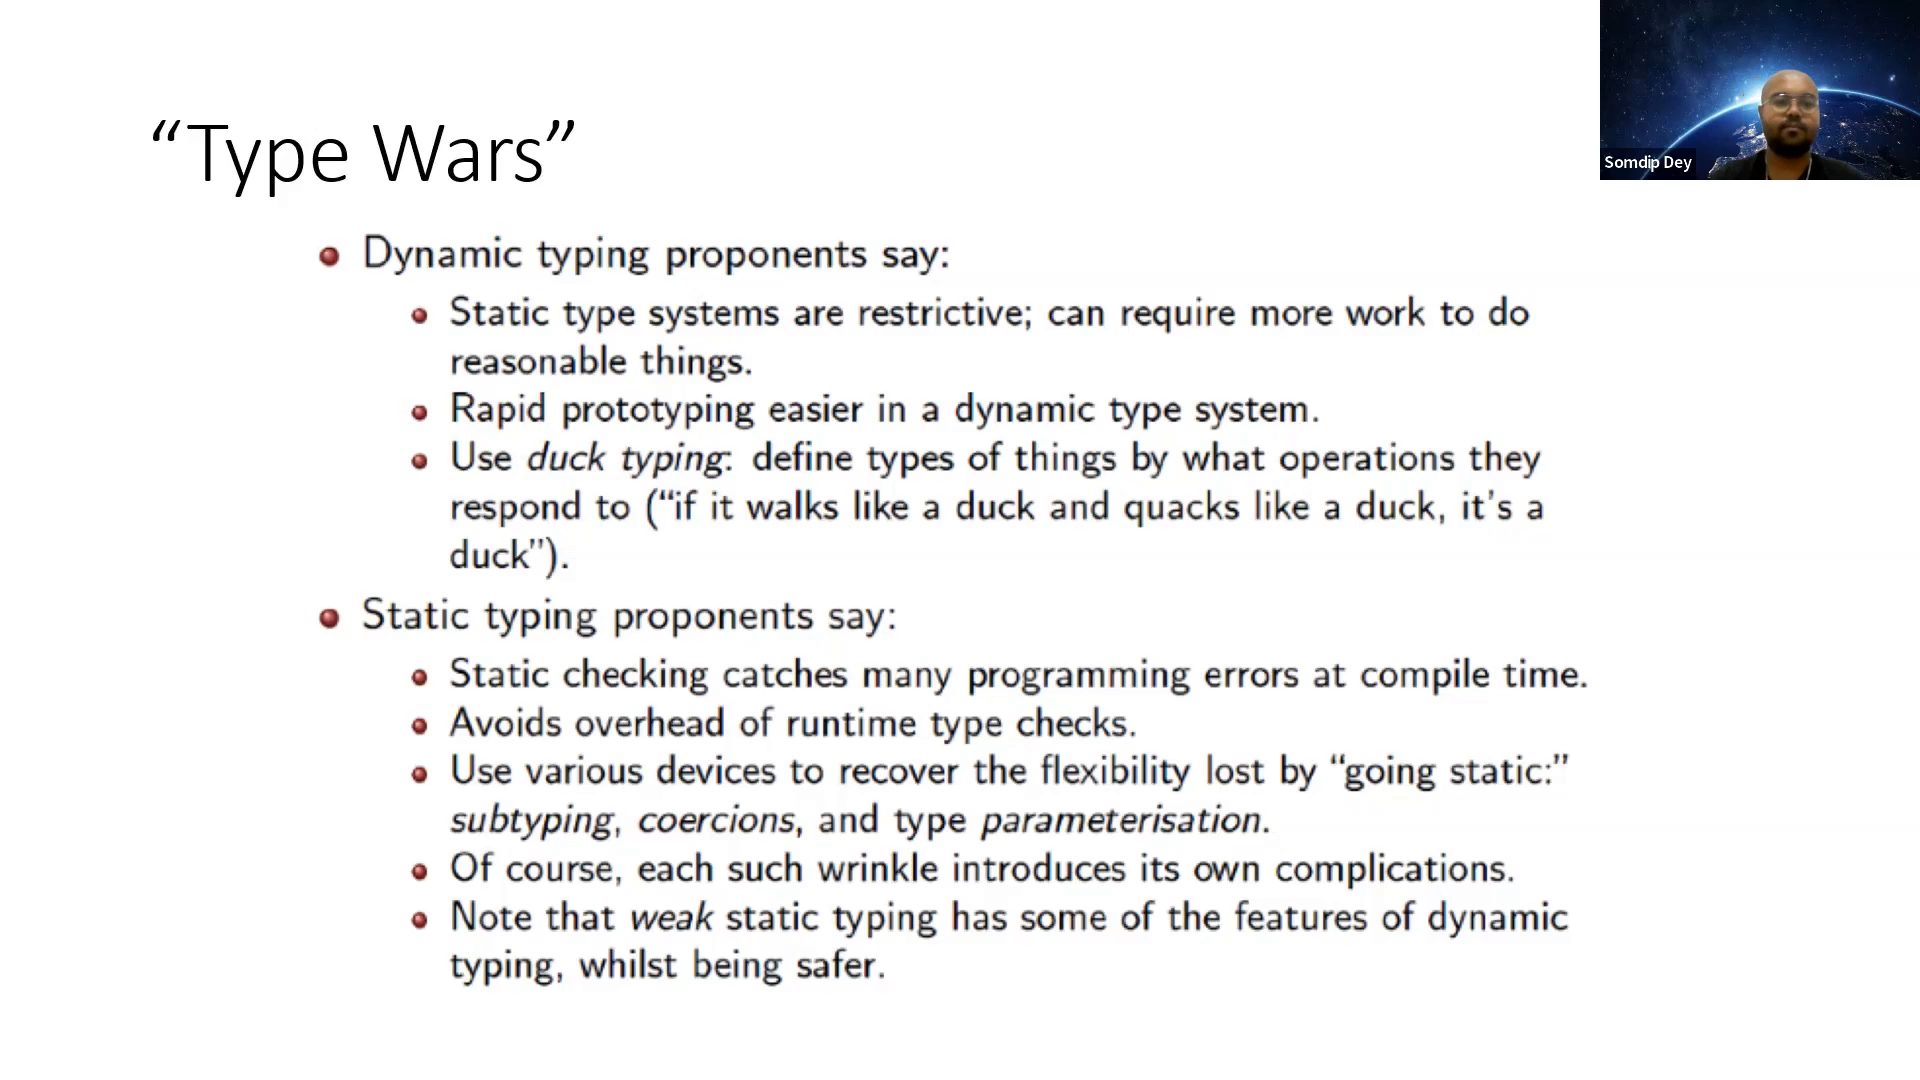 “Type Wars”
Somdip Dey
Dynamic typing proponents say:
Static type systems are restrictive; can require more work to do
reasonable things.
Rapid prototyping easier in a dynamic type system.
Use duck typing: define types of things by what operations they
respond to (“if it walks like a duck and quacks like a duck, it's a
duck”).
Static typing proponents say:
Static checking catches many programming errors at compile time.
Avoids overhead of runtime type checks.
Use various devices to recover the flexibility lost by “going static:”
subtyping, coercions, and type parameterisation.
Of course, each such wrinkle introduces its own complications.
Note that weak static typing has some of the features of dynamic
typing, whilst being safer.